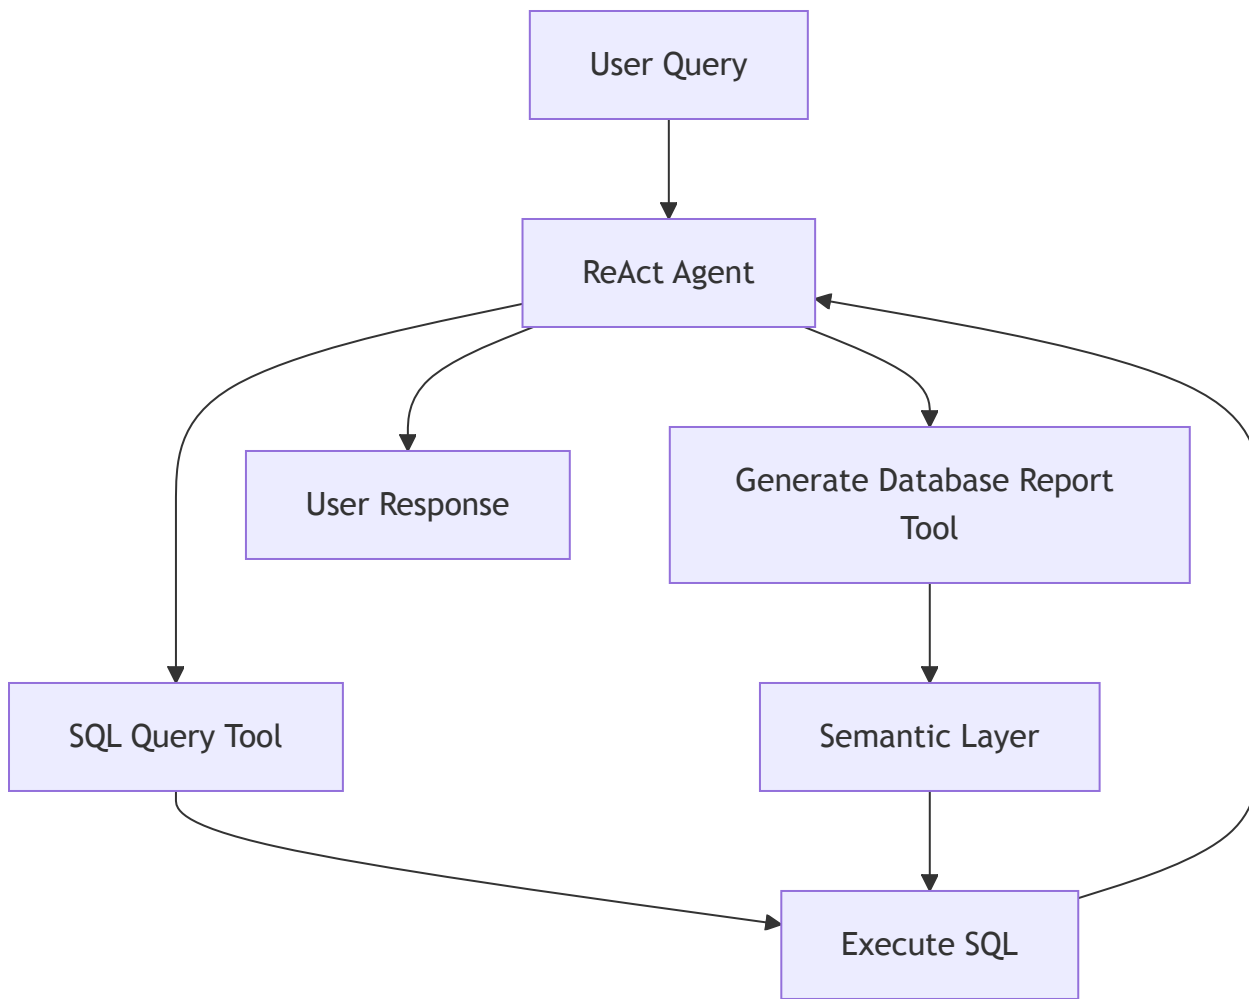 User Query
ReAct Agent
User Response
Generate Database Report
Tool
SQL Query Tool
Semantic Layer
Execute SQL